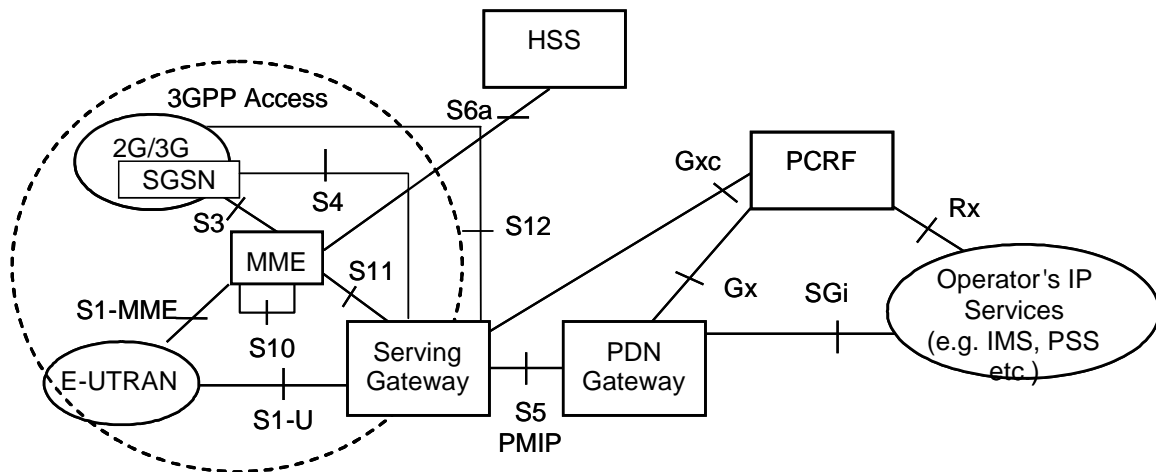 HSS
3GPP Access
S6a
2G/3G
SGSN
Gxc
PCRF
S3
S4
S12
Rx
MME
S11
S1-MME
S10
Gx
SGi
Operator's IP
Services
(e.g. IMS, PSS
etc.)
E-UTRAN
Serving
Gateway
PDN
Gateway
S1-U
S5
PMIP